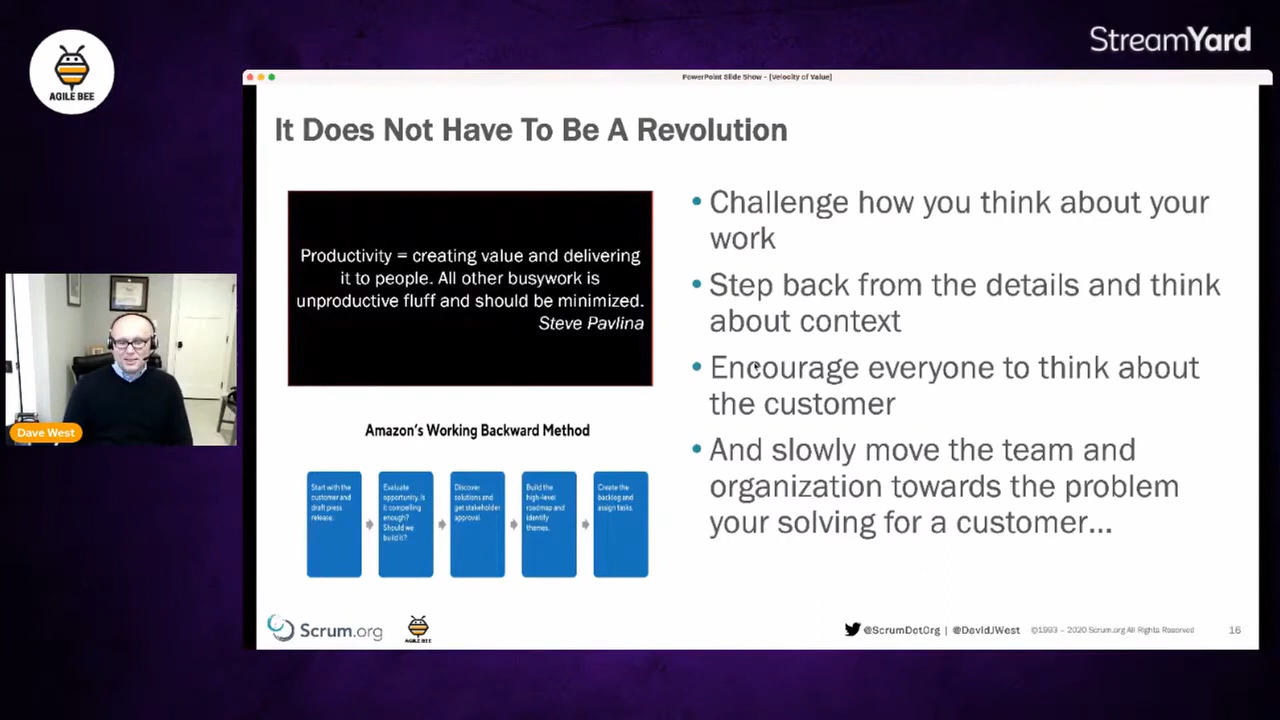 AGILE BEE
StreamYard
PowerPoint Slide Show - [Velocity of Value]
It Does Not Have To Be A Revolution
Productivity = creating value and delivering
it to people. All other busywork is
unproductive fluff and should be minimized.
Steve Pavlina
Amazon's Working Backward Method
Start with the
customer and
draft press
release.
Evaluate
opportunity, is
it compelling
enough?
Should we
build it?
Discover
solutions and
get stakeholder
approval
Build the
high-level
roadmap and
identify
themes.
Create the
backlog and
assign tasks.
• Challenge how you think about your
work
• Step back from the details and think
about context
• Encourage everyone to think about
the customer
• And slowly move the team and
organization towards the problem
your solving for a customer...
Dave West
Scrum.org
AGILE BEE
@ScrumDotOrg | @DavidJWest
©1993 – 2020 Scrum.org All Rights Reserved
16